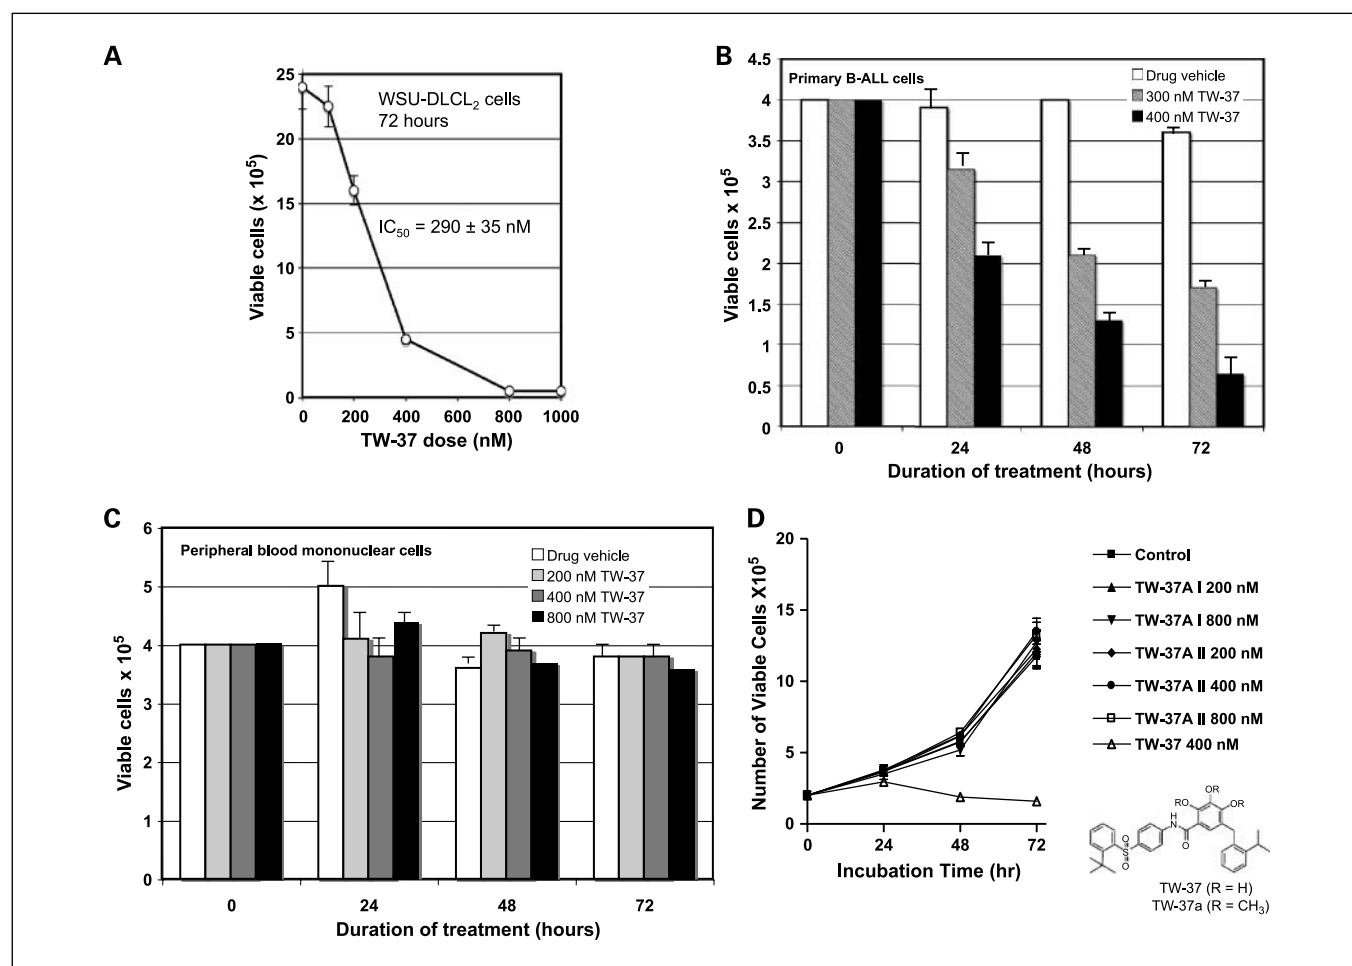 A
25
20
15
10
5
0
WSU-DLCL₂ cells
72 hours
IC₅₀ = 290 ± 35 nM
Viable cells (x 10⁵)
0 200 400 600 800 1000
TW-37 dose (nM)
B
4.5
4
3.5
3
2.5
2
1.5
1
0.5
0
Primary B-ALL cells
Drug vehicle
300 nM TW-37
400 nM TW-37
Viable cells x 10⁵
0 24 48 72
Duration of treatment (hours)
C
6
5
4
3
2
1
0
Peripheral blood mononuclear cells
Drug vehicle
200 nM TW-37
400 nM TW-37
800 nM TW-37
Viable cells x 10⁵
0 24 48 72
Duration of treatment (hours)
D
20
15
10
5
0
Number of Viable Cells X10⁵
0 24 48 72
Incubation Time (hr)
Control
TW-37A I 200 nM
TW-37A I 800 nM
TW-37A II 200 nM
TW-37A II 400 nM
TW-37A II 800 nM
TW-37 400 nM
OR
RO OR
H
N
O
S
O
O
TW-37 (R = H)
TW-37a (R = CH₃)